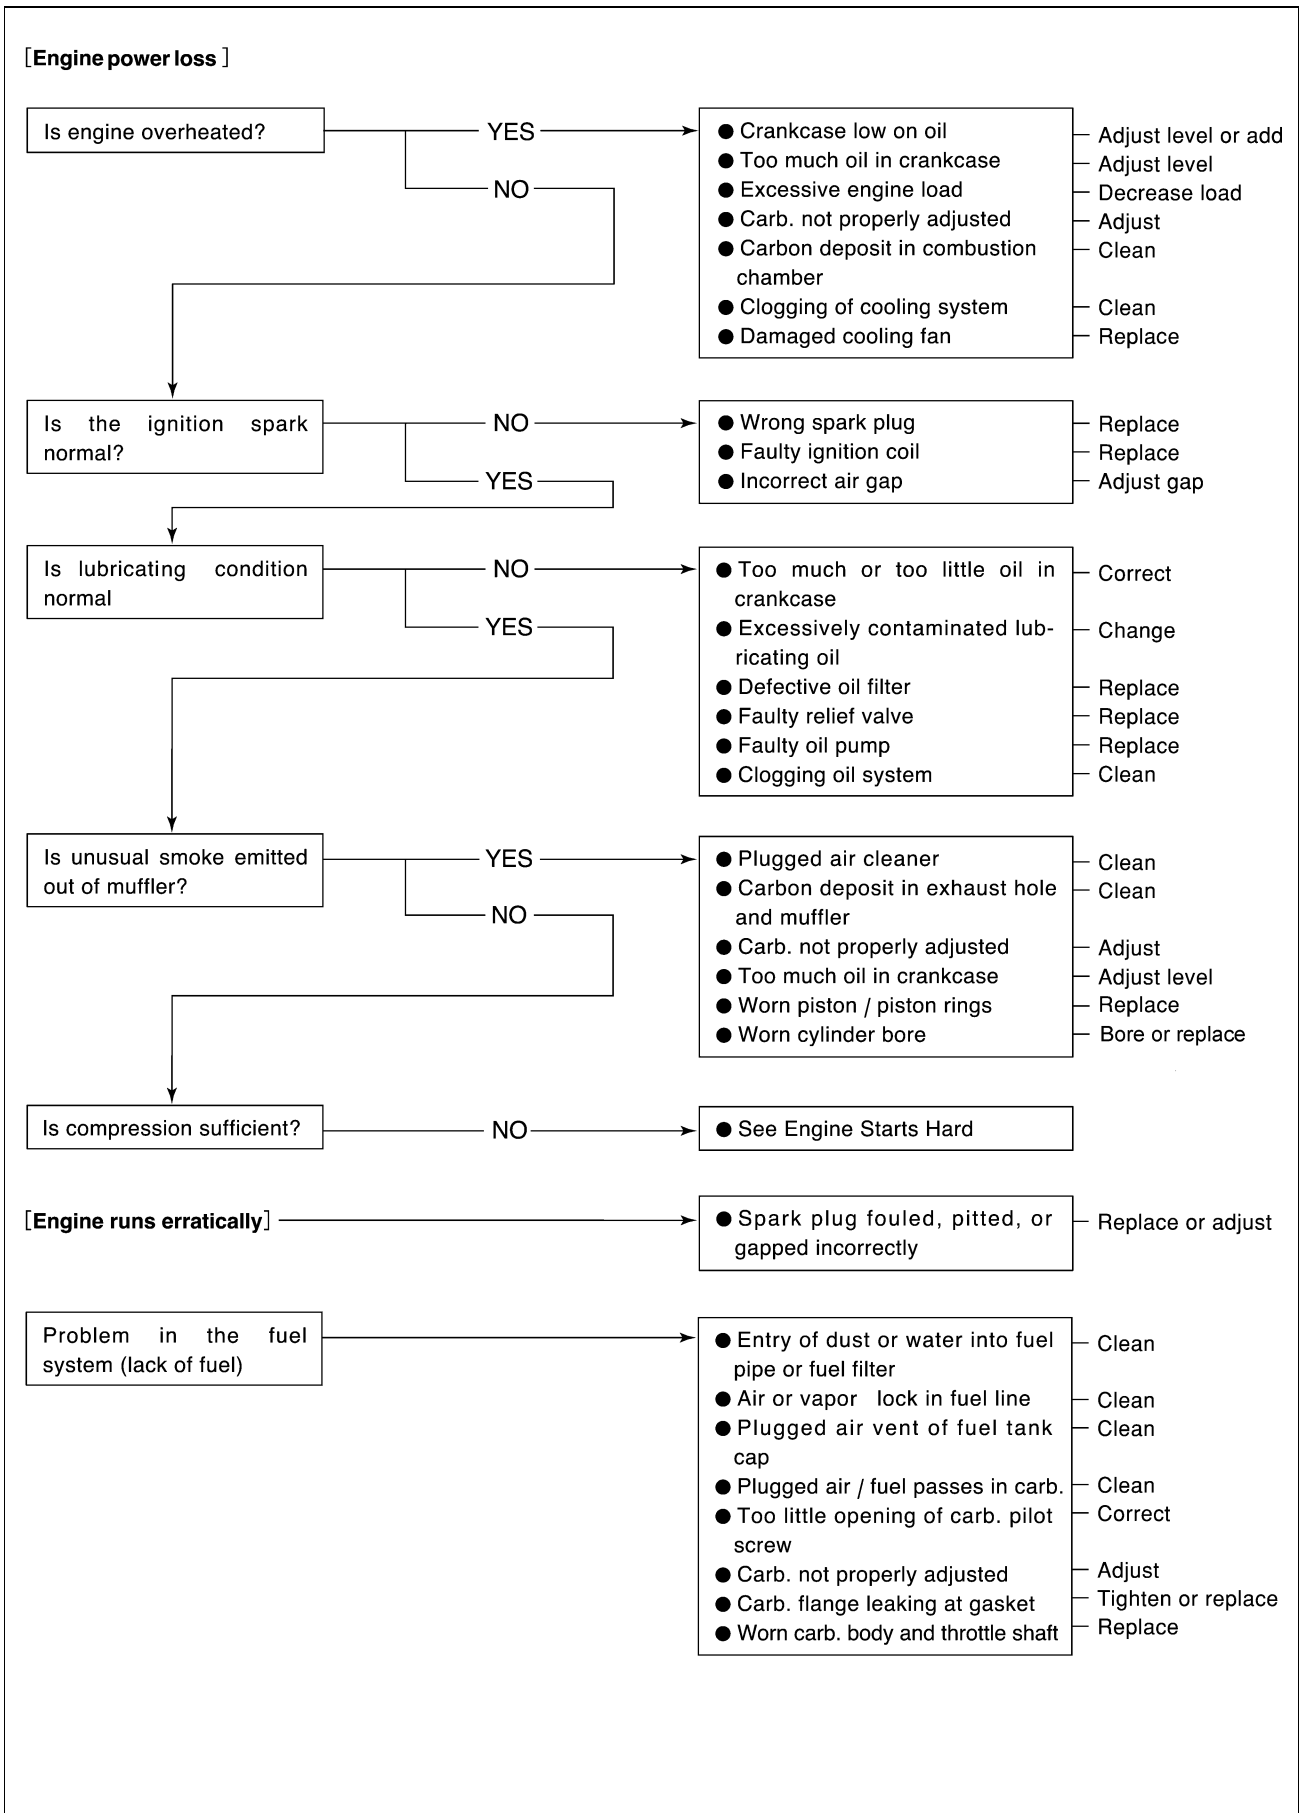 [Engine power loss]
Is engine overheated?
YES
NO
● Crankcase low on oil
● Too much oil in crankcase
● Excessive engine load
● Carb. not properly adjusted
● Carbon deposit in combustion
chamber
● Clogging of cooling system
● Damaged cooling fan
Adjust level or add
Adjust level
Decrease load
Adjust
Clean
Clean
Replace
Is the ignition spark
normal?
NO
YES
● Wrong spark plug
● Faulty ignition coil
● Incorrect air gap
Replace
Replace
Adjust gap
Is lubricating condition
normal
NO
YES
● Too much or too little oil in
crankcase
● Excessively contaminated lub-
ricating oil
● Defective oil filter
● Faulty relief valve
● Faulty oil pump
● Clogging oil system
Correct
Change
Replace
Replace
Replace
Clean
Is unusual smoke emitted
out of muffler?
YES
NO
● Plugged air cleaner
● Carbon deposit in exhaust hole
and muffler
● Carb. not properly adjusted
● Too much oil in crankcase
● Worn piston / piston rings
● Worn cylinder bore
Clean
Clean
Adjust
Adjust level
Replace
Bore or replace
Is compression sufficient?
NO
● See Engine Starts Hard
[Engine runs erratically]
● Spark plug fouled, pitted, or
gapped incorrectly
Replace or adjust
Problem in the fuel
system (lack of fuel)
● Entry of dust or water into fuel
pipe or fuel filter
● Air or vapor lock in fuel line
● Plugged air vent of fuel tank
cap
● Plugged air / fuel passes in carb.
● Too little opening of carb. pilot
screw
● Carb. not properly adjusted
● Carb. flange leaking at gasket
● Worn carb. body and throttle shaft
Clean
Clean
Clean
Clean
Correct
Adjust
Tighten or replace
Replace